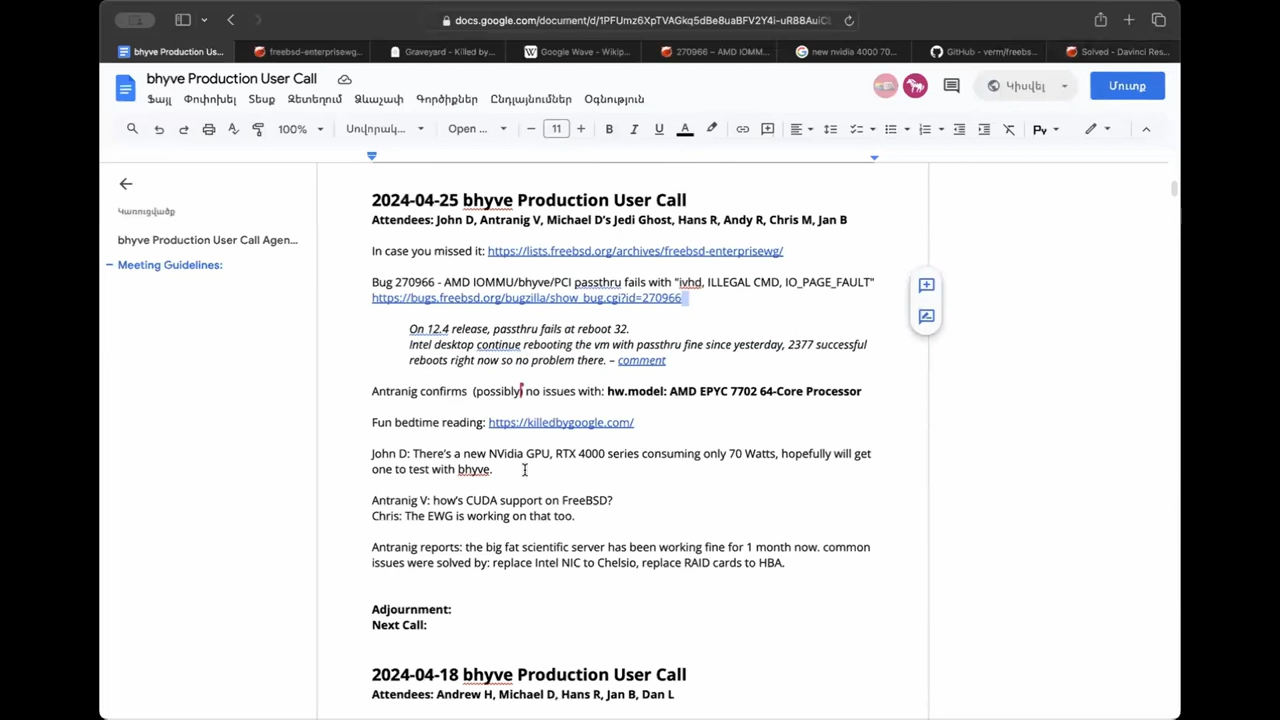 docs.google.com/document/d/1PFUmz6XpTVAGkq5dBe8uaBFV2Y4i-uR88AuiCL
bhyve Production Us...
freebsd-enterprisewg...
Graveyard - Killed by...
Google Wave - Wikip...
270966 – AMD IOMM...
new nvidia 4000 70...
GitHub - verm/freebs...
Solved - Davinci Res...
bhyve Production User Call
Ֆայլ Փոփոխել Տեսք Զետեղում Ձևաչափ Գործիքներ Ընդլայնումներ Օգնություն
Կիսվել
Մուտք
100% Սովորակ... Open ... 11
Կառուցվածք
bhyve Production User Call Agen...
Meeting Guidelines:
2024-04-25 bhyve Production User Call
Attendees: John D, Antranig V, Michael D's Jedi Ghost, Hans R, Andy R, Chris M, Jan B
In case you missed it: https://lists.freebsd.org/archives/freebsd-enterprisewg/
Bug 270966 - AMD IOMMU/bhyve/PCI passthru fails with "ivhd, ILLEGAL CMD, IO_PAGE_FAULT"
https://bugs.freebsd.org/bugzilla/show_bug.cgi?id=270966
On 12.4 release, passthru fails at reboot 32.
Intel desktop continue rebooting the vm with passthru fine since yesterday, 2377 successful
reboots right now so no problem there. – comment
Antranig confirms (possibly) no issues with: hw.model: AMD EPYC 7702 64-Core Processor
Fun bedtime reading: https://killedbygoogle.com/
John D: There's a new NVidia GPU, RTX 4000 series consuming only 70 Watts, hopefully will get
one to test with bhyve.
Antranig V: how's CUDA support on FreeBSD?
Chris: The EWG is working on that too.
Antranig reports: the big fat scientific server has been working fine for 1 month now. common
issues were solved by: replace Intel NIC to Chelsio, replace RAID cards to HBA.
Adjournment:
Next Call:
2024-04-18 bhyve Production User Call
Attendees: Andrew H, Michael D, Hans R, Jan B, Dan L